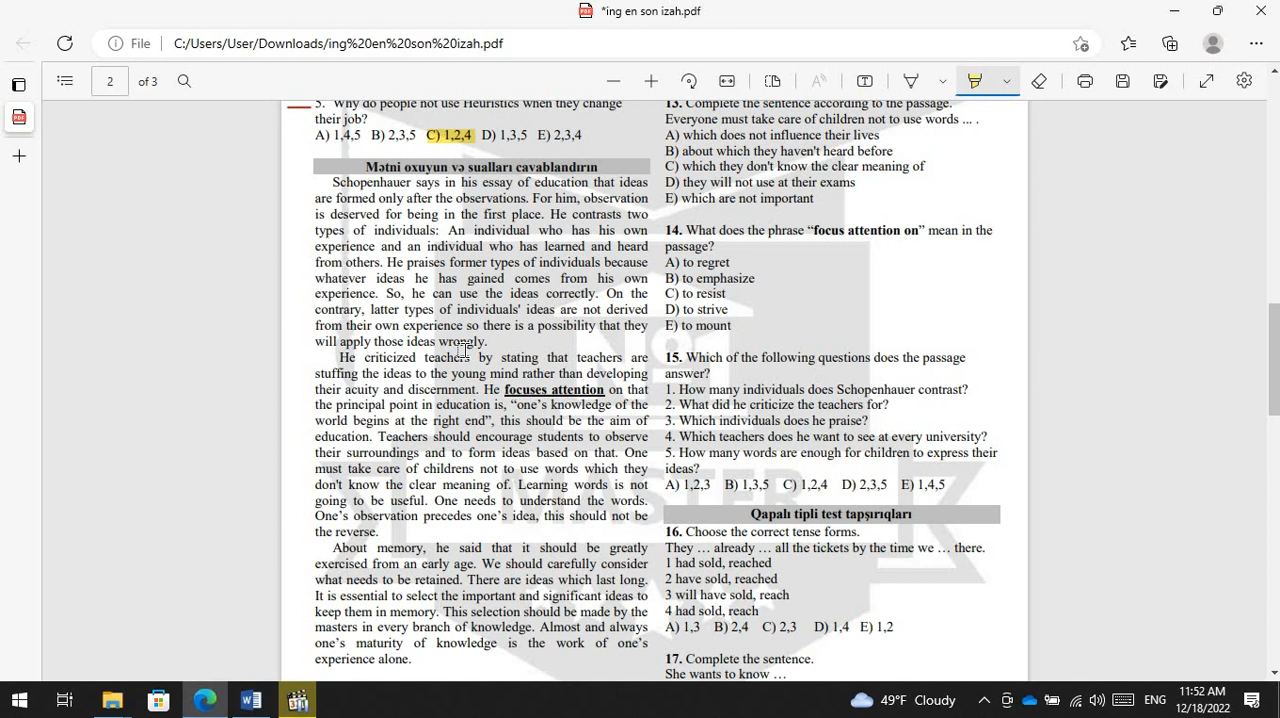 *ing en son izah.pdf
File C:/Users/User/Downloads/ing%20en%20son%20izah.pdf
2 of 3
5. Why do people not use Heuristics when they change
their job?
A) 1,4,5 B) 2,3,5 C) 1,2,4 D) 1,3,5 E) 2,3,4
Mətni oxuyun və sualları cavablandırın
Schopenhauer says in his essay of education that ideas
are formed only after the observations. For him, observation
is deserved for being in the first place. He contrasts two
types of individuals: An individual who has his own
experience and an individual who has learned and heard
from others. He praises former types of individuals because
whatever ideas he has gained comes from his own
experience. So, he can use the ideas correctly. On the
contrary, latter types of individuals' ideas are not derived
from their own experience so there is a possibility that they
will apply those ideas wrongly.
He criticized teachers by stating that teachers are
stuffing the ideas to the young mind rather than developing
their acuity and discernment. He focuses attention on that
the principal point in education is, “one’s knowledge of the
world begins at the right end”, this should be the aim of
education. Teachers should encourage students to observe
their surroundings and to form ideas based on that. One
must take care of childrens not to use words which they
don't know the clear meaning of. Learning words is not
going to be useful. One needs to understand the words.
One’s observation precedes one’s idea, this should not be
the reverse.
About memory, he said that it should be greatly
exercised from an early age. We should carefully consider
what needs to be retained. There are ideas which last long.
It is essential to select the important and significant ideas to
keep them in memory. This selection should be made by the
masters in every branch of knowledge. Almost and always
one’s maturity of knowledge is the work of one’s
experience alone.
13. Complete the sentence according to the passage.
Everyone must take care of children not to use words ... .
A) which does not influence their lives
B) about which they haven't heard before
C) which they don't know the clear meaning of
D) they will not use at their exams
E) which are not important
14. What does the phrase “focus attention on” mean in the
passage?
A) to regret
B) to emphasize
C) to resist
D) to strive
E) to mount
15. Which of the following questions does the passage
answer?
1. How many individuals does Schopenhauer contrast?
2. What did he criticize the teachers for?
3. Which individuals does he praise?
4. Which teachers does he want to see at every university?
5. How many words are enough for children to express their
ideas?
A) 1,2,3 B) 1,3,5 C) 1,2,4 D) 2,3,5 E) 1,4,5
Qapalı tipli test tapşırıqları
16. Choose the correct tense forms.
They … already … all the tickets by the time we … there.
1 had sold, reached
2 have sold, reached
3 will have sold, reach
4 had sold, reach
A) 1,3 B) 2,4 C) 2,3 D) 1,4 E) 1,2
17. Complete the sentence.
She wants to know …
49°F Cloudy
ENG
11:52 AM
12/18/2022